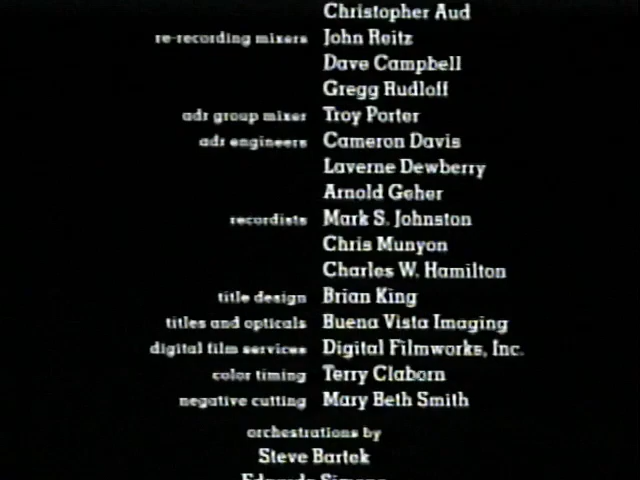 Christopher Aud
re-recording mixers John Reitz
Dave Campbell
Gregg Rudloff
adr group mixer Troy Porter
adr engineers Cameron Davis
Laverne Dewberry
Arnold Geher
recordists Mark S. Johnston
Chris Munyon
Charles W. Hamilton
title design Brian King
titles and opticals Buena Vista Imaging
digital film services Digital Filmworks, Inc.
color timing Terry Claborn
negative cutting Mary Beth Smith
orchestrations by
Steve Bartek